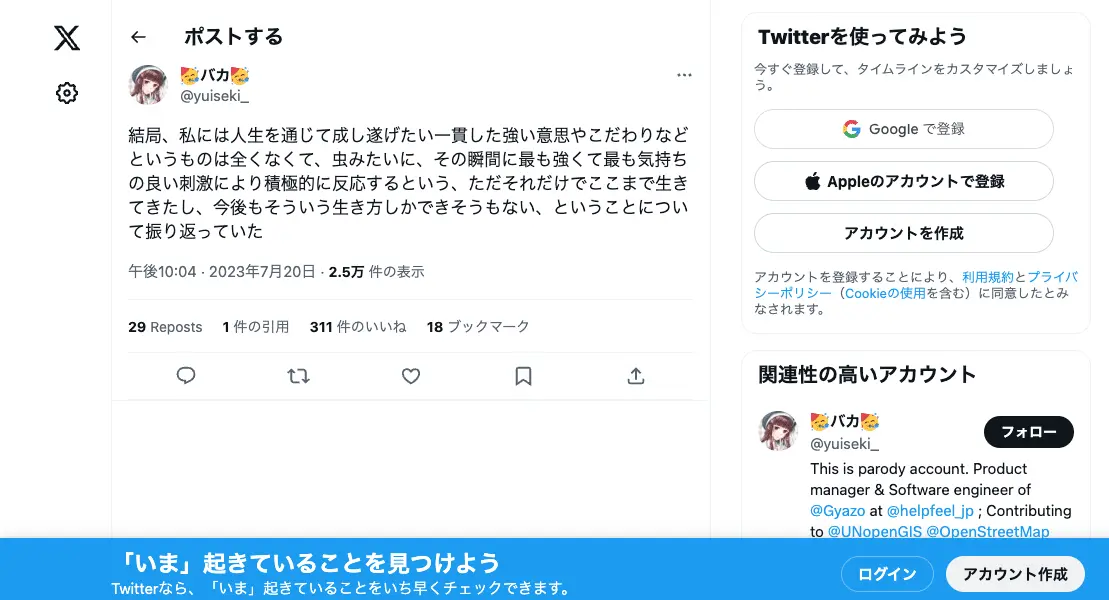 ポストする
🥳バカ🥳
@yuiseki_
結局、私には人生を通じて成し遂げたい一貫した強い意思やこだわりなど
というものは全くなくて、虫みたいに、その瞬間に最も強くて最も気持ち
の良い刺激により積極的に反応するという、ただそれだけでここまで生き
てきたし、今後もそういう生き方しかできそうもない、ということについ
て振り返っていた
午後10:04 · 2023年7月20日 · 2.5万 件の表示
29 Reposts 1 件の引用 311 件のいいね 18 ブックマーク
Twitterを使ってみよう
今すぐ登録して、タイムラインをカスタマイズしましょ
う。
Google で登録
Appleのアカウントで登録
アカウントを作成
アカウントを登録することにより、利用規約とプライバ
シーポリシー（Cookieの使用を含む）に同意したとみ
なされます。
関連性の高いアカウント
🥳バカ🥳
@yuiseki_
フォロー
This is parody account. Product
manager & Software engineer of
@Gyazo at @helpfeel_jp ; Contributing
to @UNopenGIS @OpenStreetMap
「いま」起きていることを見つけよう
Twitterなら、「いま」起きていることをいち早くチェックできます。
ログイン
アカウント作成